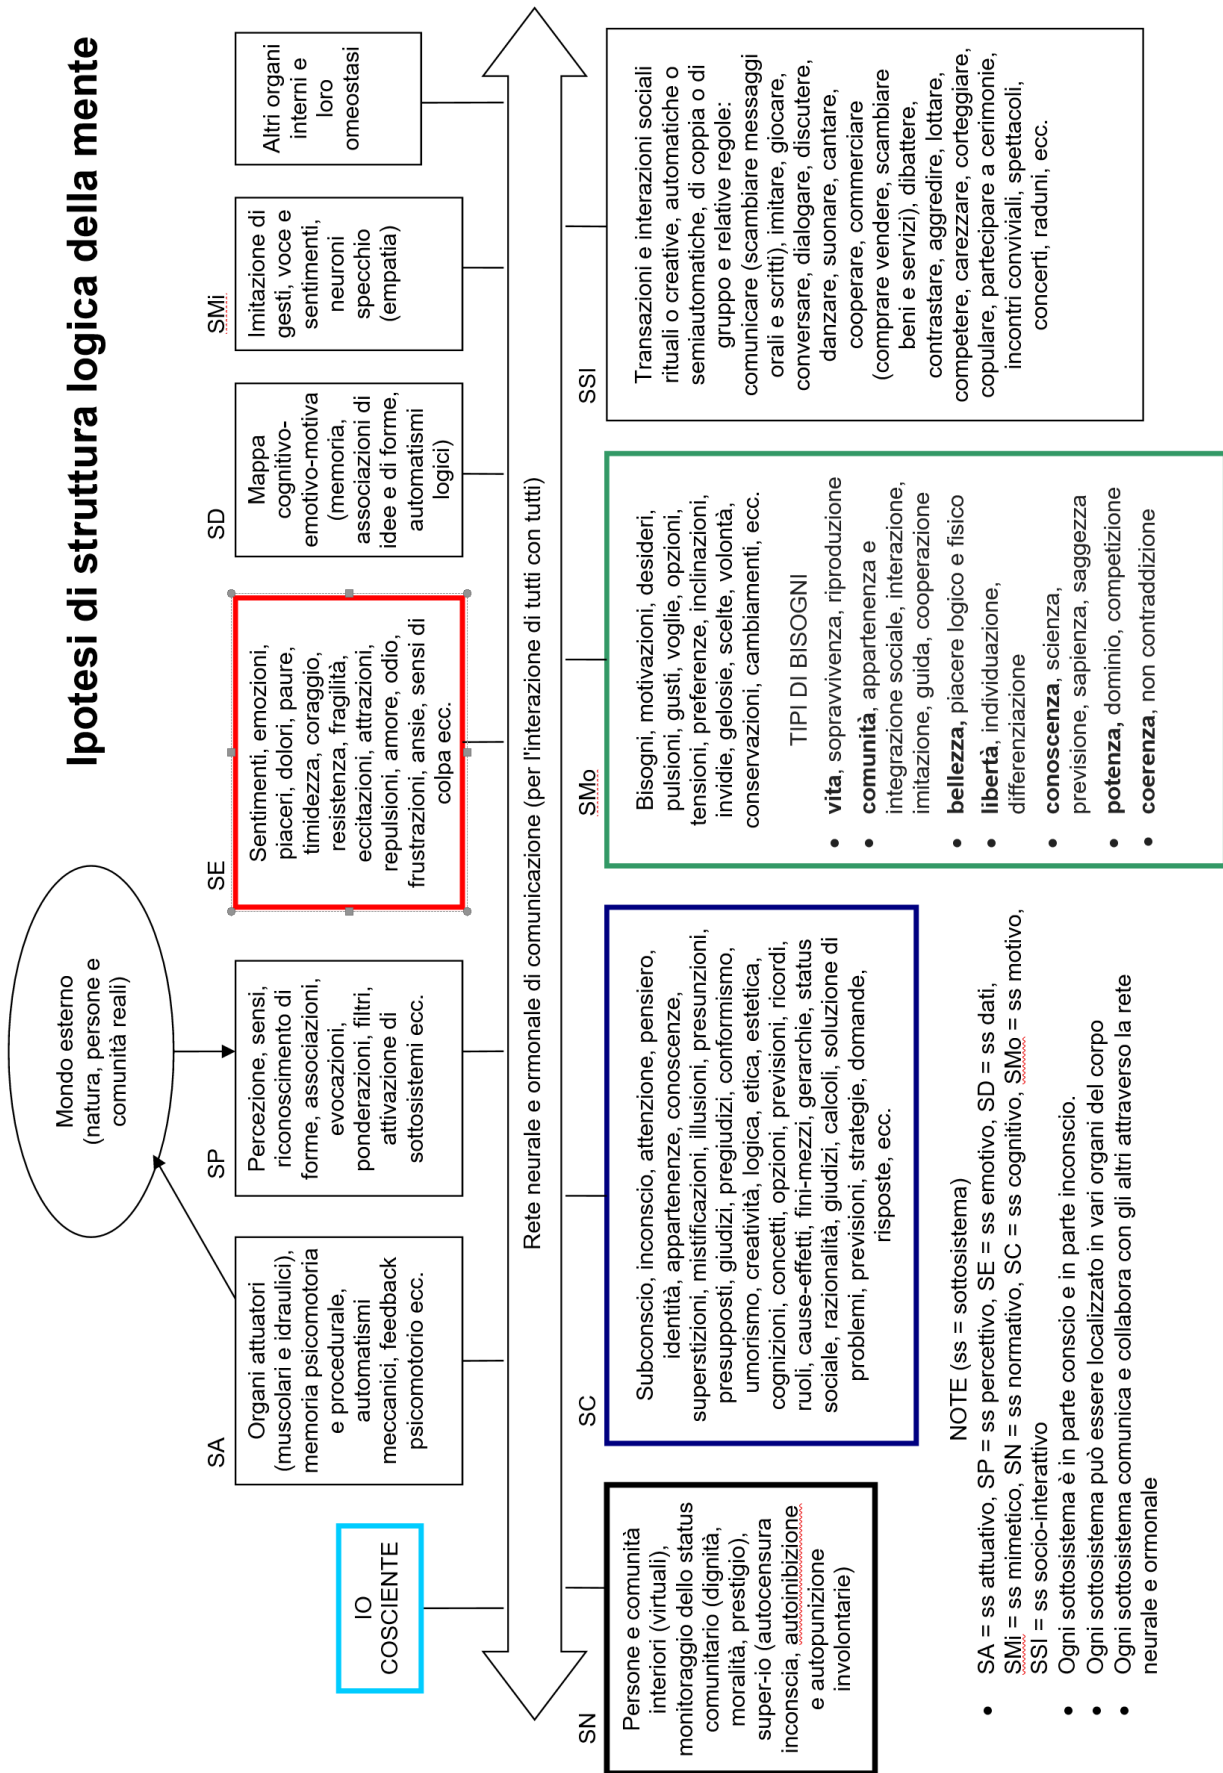 Ipotesi di struttura logica della mente
Mondo esterno
(natura, persone e
comunità reali)
IO
COSCIENTE
SA
Organi attuatori
(muscolari e idraulici),
memoria psicomotoria
e procedurale,
automatismi
meccanici, feedback
psicomotorio ecc.
SP
Percezione, sensi,
riconoscimento di
forme, associazioni,
evocazioni,
ponderazioni, filtri,
attivazione di
sottosistemi ecc.
SE
Sentimenti, emozioni,
piaceri, dolori, paure,
timidezza, coraggio,
resistenza, fragilità,
eccitazioni, attrazioni,
repulsioni, amore, odio,
frustrazioni, ansie, sensi di
colpa ecc.
SD
Mappa
cognitivo-
emotivo-motiva
(memoria,
associazioni di
idee e di forme,
automatismi
logici)
SMi
Imitazione di
gesti, voce e
sentimenti,
neuroni
specchio
(empatia)
Altri organi
interni e
loro
omeostasi
Rete neurale e ormonale di comunicazione (per l'interazione di tutti con tutti)
SN
Persone e comunità
interiori (virtuali),
monitoraggio dello status
comunitario (dignità,
moralità, prestigio),
super-io (autocensura
inconscia, autoinibizione
e autopunizione
involontarie)
SC
Subconscio, inconscio, attenzione, pensiero,
identità, appartenenze, conoscenze,
superstizioni, mistificazioni, illusioni, presunzioni,
presupposti, giudizi, pregiudizi, conformismo,
umorismo, creatività, logica, etica, estetica,
cognizioni, concetti, opzioni, previsioni, ricordi,
ruoli, cause-effetti, fini-mezzi, gerarchie, status
sociale, razionalità, giudizi, calcoli, soluzione di
problemi, previsioni, strategie, domande,
risposte, ecc.
SMo
Bisogni, motivazioni, desideri,
pulsioni, gusti, voglie, opzioni,
tensioni, preferenze, inclinazioni,
invidie, gelosie, scelte, volontà,
conservazioni, cambiamenti, ecc.
TIPI DI BISOGNI
• vita, sopravvivenza, riproduzione
• comunità, appartenenza e
integrazione sociale, interazione,
imitazione, guida, cooperazione
• bellezza, piacere logico e fisico
• libertà, individuazione,
differenziazione
• conoscenza, scienza,
previsione, sapienza, saggezza
• potenza, dominio, competizione
• coerenza, non contraddizione
SSI
Transazioni e interazioni sociali
rituali o creative, automatiche o
semiautomatiche, di coppia o di
gruppo e relative regole:
comunicare (scambiare messaggi
orali e scritti), imitare, giocare,
conversare, dialogare, discutere,
danzare, suonare, cantare,
cooperare, commerciare
(comprare vendere, scambiare
beni e servizi), dibattere,
contrastare, aggredire, lottare,
competere, carezzare, corteggiare,
copulare, partecipare a cerimonie,
incontri conviviali, spettacoli,
concerti, raduni, ecc.
NOTE (ss = sottosistema)
• SA = ss attuativo, SP = ss percettivo, SE = ss emotivo, SD = ss dati,
SMi = ss mimetico, SN = ss normativo, SC = ss cognitivo, SMo = ss motivo,
SSI = ss socio-interattivo
• Ogni sottosistema è in parte conscio e in parte inconscio.
• Ogni sottosistema può essere localizzato in vari organi del corpo
• Ogni sottosistema comunica e collabora con gli altri attraverso la rete
neurale e ormonale